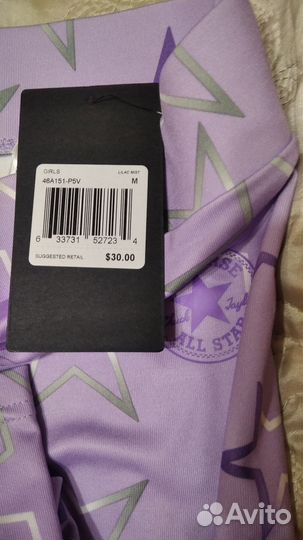 GIRLS LILAC MIST
46A151-P5V M
6 33731 52723 4
SUGGESTED RETAIL $30.00
ALL STAR
Avito